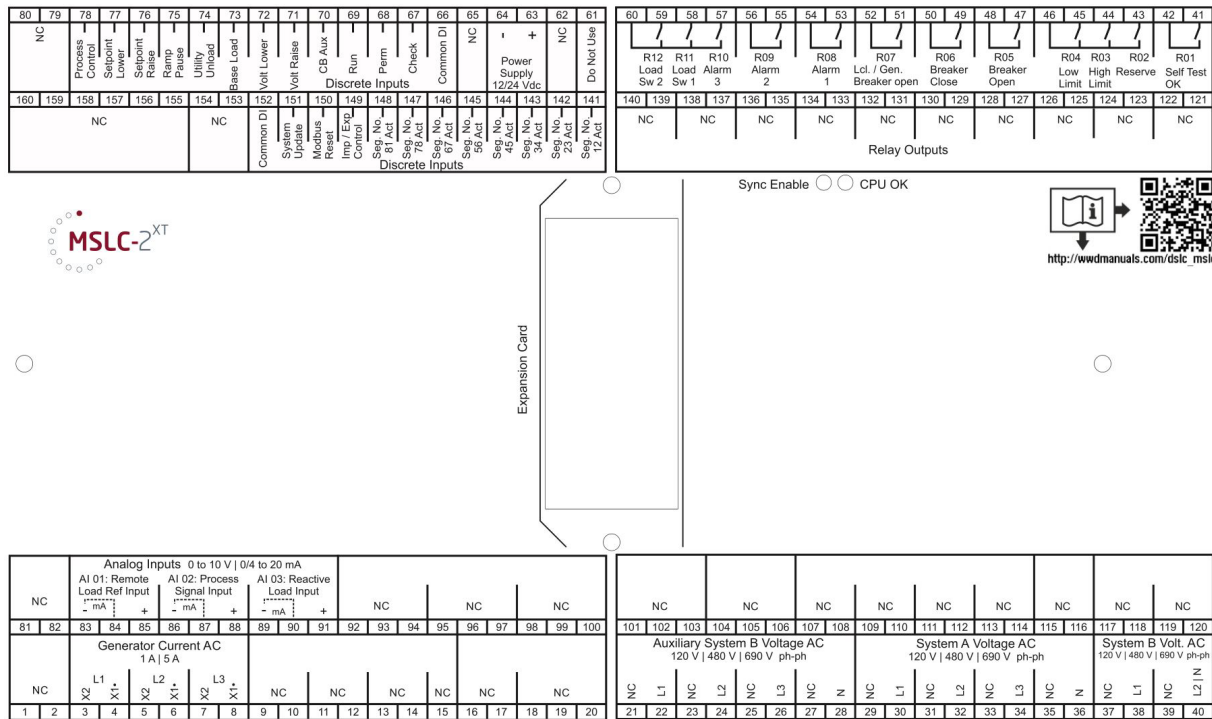 80 79 78 77 76 75 74 73 72 71 70 69 68 67 66 65 64 63 62 61
NC
Process Control
Setpoint Lower
Setpoint Raise
Ramp Pause
Utility Unload
Base Load
Volt Lower
Volt Raise
CB Aux
Run
Perm
Check
Common DI
NC
- +
Power
Supply
12/24 Vdc
NC
Do Not Use
Discrete Inputs
160 159 158 157 156 155 154 153 152 151 150 149 148 147 146 145 144 143 142 141
NC
NC
Common DI
System Update
Modbus Reset
Imp / Exp Control
Seg. No. 81 Act
Seg. No. 78 Act
Seg. No. 67 Act
Seg. No. 56 Act
Seg. No. 45 Act
Seg. No. 34 Act
Seg. No. 23 Act
Seg. No. 12 Act
Discrete Inputs
60 59 58 57 56 55 54 53 52 51 50 49 48 47 46 45 44 43 42 41
R12 R11 R10 R09 R08 R07 R06 R05 R04 R03 R02 R01
Load Load Alarm Alarm Alarm Lcl. / Gen. Breaker Breaker Low High Reserve Self Test
Sw 2 Sw 1 3 2 1 Breaker open Close Open Limit Limit OK
140 139 138 137 136 135 134 133 132 131 130 129 128 127 126 125 124 123 122 121
NC NC NC NC NC NC NC NC NC NC
Relay Outputs
Sync Enable CPU OK
MSLC-2XT
i
http://wwdmanuals.com/dslc_mslc
Expansion Card
Analog Inputs 0 to 10 V | 0/4 to 20 mA
AI 01: Remote AI 02: Process AI 03: Reactive
Load Ref Input Signal Input Load Input
NC - mA + - mA + - mA + NC NC NC NC
81 82 83 84 85 86 87 88 89 90 91 92 93 94 95 96 97 98 99 100
Generator Current AC
1 A | 5 A
L1 L2 L3
NC X2 X1• X2 X1• X2 X1• NC NC NC NC NC NC
1 2 3 4 5 6 7 8 9 10 11 12 13 14 15 16 17 18 19 20
NC NC NC NC NC NC NC NC NC NC
101 102 103 104 105 106 107 108 109 110 111 112 113 114 115 116 117 118 119 120
Auxiliary System B Voltage AC
120 V | 480 V | 690 V ph-ph
System A Voltage AC
120 V | 480 V | 690 V ph-ph
System B Volt. AC
120 V | 480 V | 690 V ph-ph
NC L1 NC L2 NC L3 NC N NC L1 NC L2 NC L3 NC N NC L1 NC L2 | N
21 22 23 24 25 26 27 28 29 30 31 32 33 34 35 36 37 38 39 40